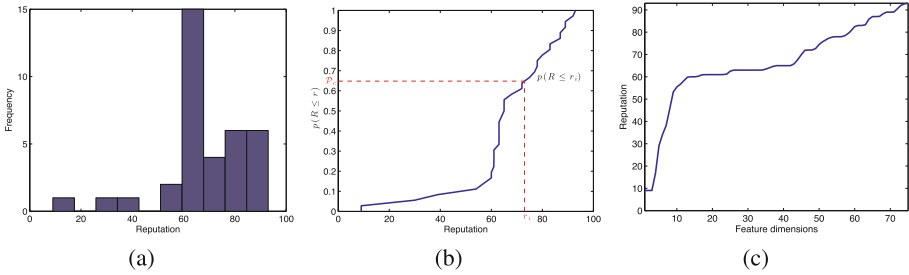 15
10
5
0
Frequency
0 20 40 60 80 100
Reputation
(a)
1
0.9
0.8
0.7
0.6
0.5
0.4
0.3
0.2
0.1
0
p(R ≤ r)
p(R ≤ r_i)
0 20 40 60 80 100
Reputation
(b)
90
80
70
60
50
40
30
20
10
0
Reputation
10 20 30 40 50 60 70
Feature dimensions
(c)